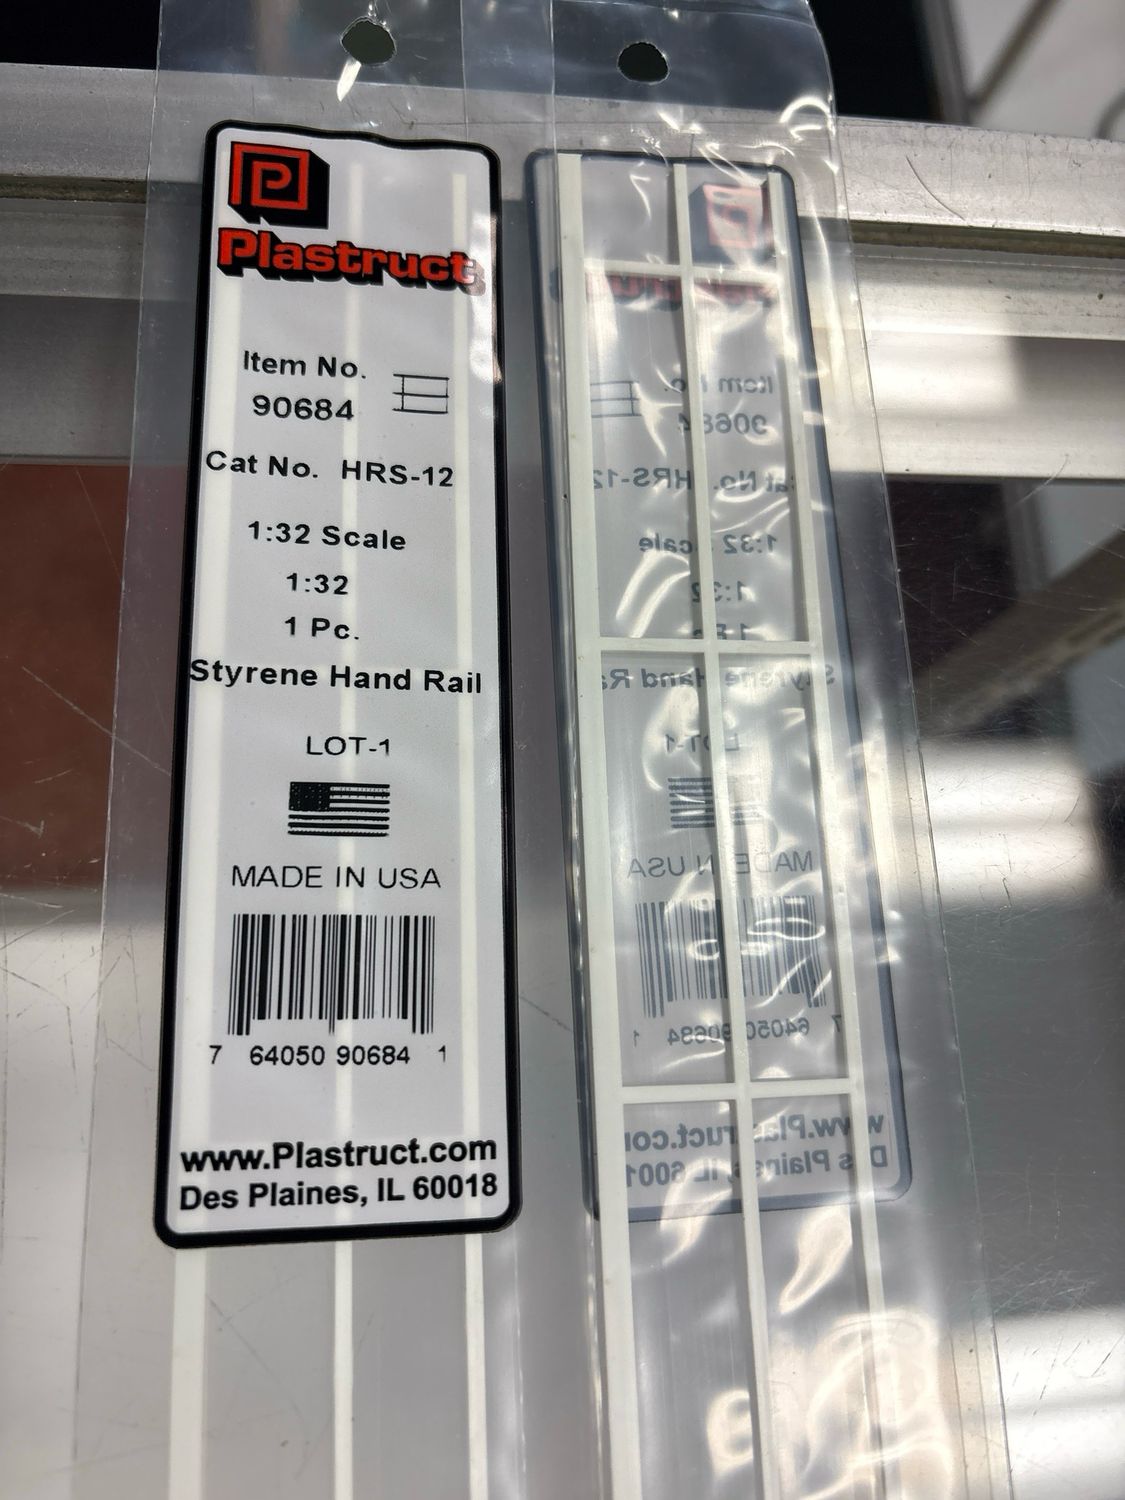 P
Plastruct
Item No.
90684
Cat No. HRS-12
1:32 Scale
1:32
1 Pc.
Styrene Hand Rail
LOT-1
MADE IN USA
7 64050 90684 1
www.Plastruct.com
Des Plaines, IL 60018